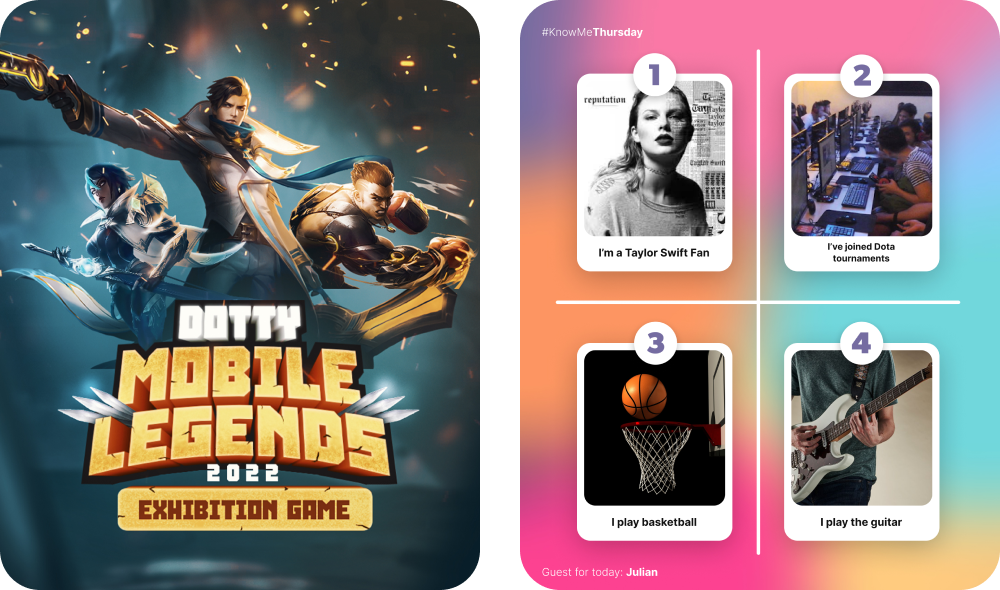 DOTTY
MOBILE
LEGENDS
2022
EXHIBITION GAME
#KnowMeThursday
1
reputation
I'm a Taylor Swift Fan
2
I've joined Dota
tournaments
3
I play basketball
4
I play the guitar
Guest for today: Julian